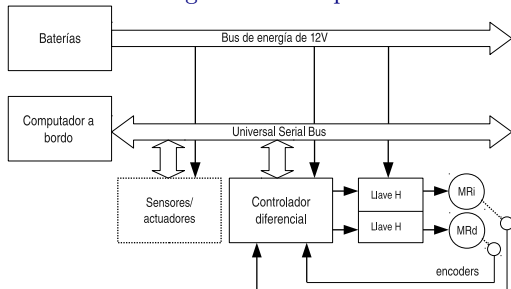 Baterías
Bus de energía de 12V
Computador a
bordo
Universal Serial Bus
Sensores/
actuadores
Controlador
diferencial
Llave H
Llave H
MRi
MRd
encoders